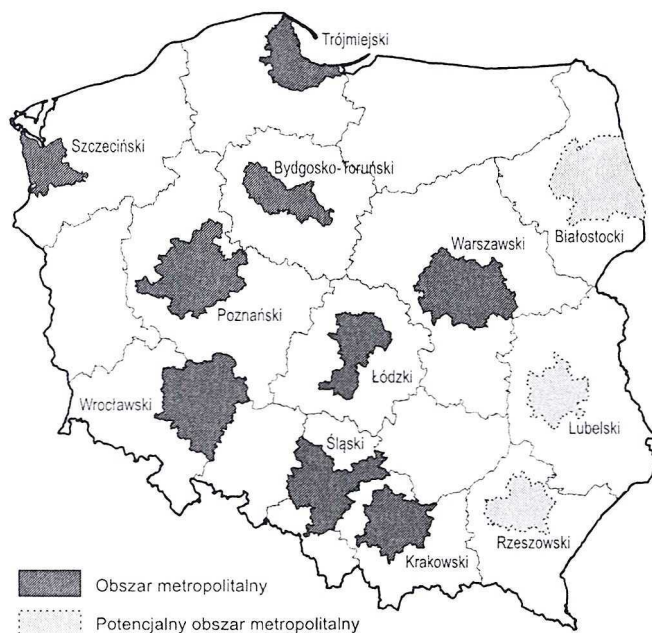 Trójmiejski
Szczeciński
Bydgosko-Toruński
Białostocki
Warszawski
Poznański
Łódzki
Wrocławski
Lubelski
Śląski
Rzeszowski
Krakowski
Obszar metropolitalny
Potencjalny obszar metropolitalny